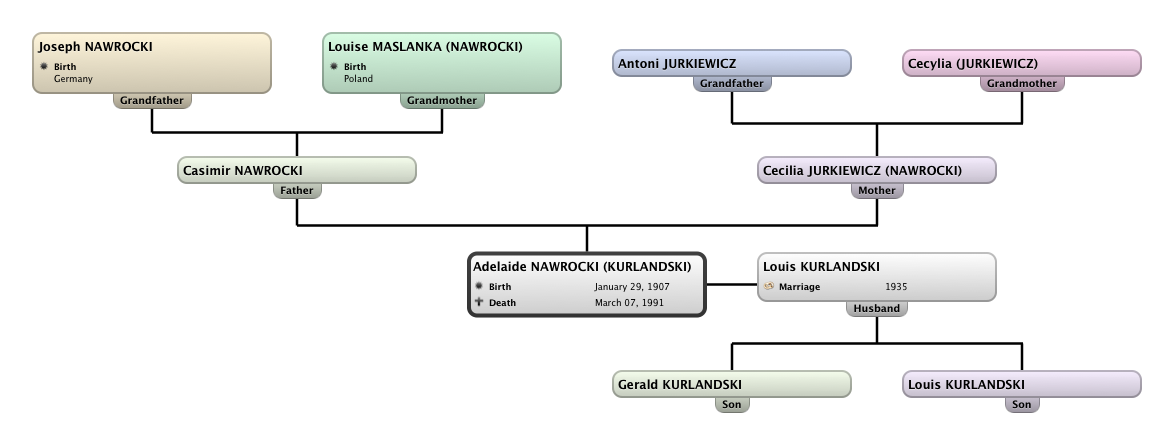 Joseph NAWROCKI
Birth
Germany
Grandfather
Louise MASLANKA (NAWROCKI)
Birth
Poland
Grandmother
Antoni JURKIEWICZ
Grandfather
Cecylia (JURKIEWICZ)
Grandmother
Casimir NAWROCKI
Father
Cecilia JURKIEWICZ (NAWROCKI)
Mother
Adelaide NAWROCKI (KURLANDSKI)
Birth January 29, 1907
Death March 07, 1991
Louis KURLANDSKI
Marriage 1935
Husband
Gerald KURLANDSKI
Son
Louis KURLANDSKI
Son